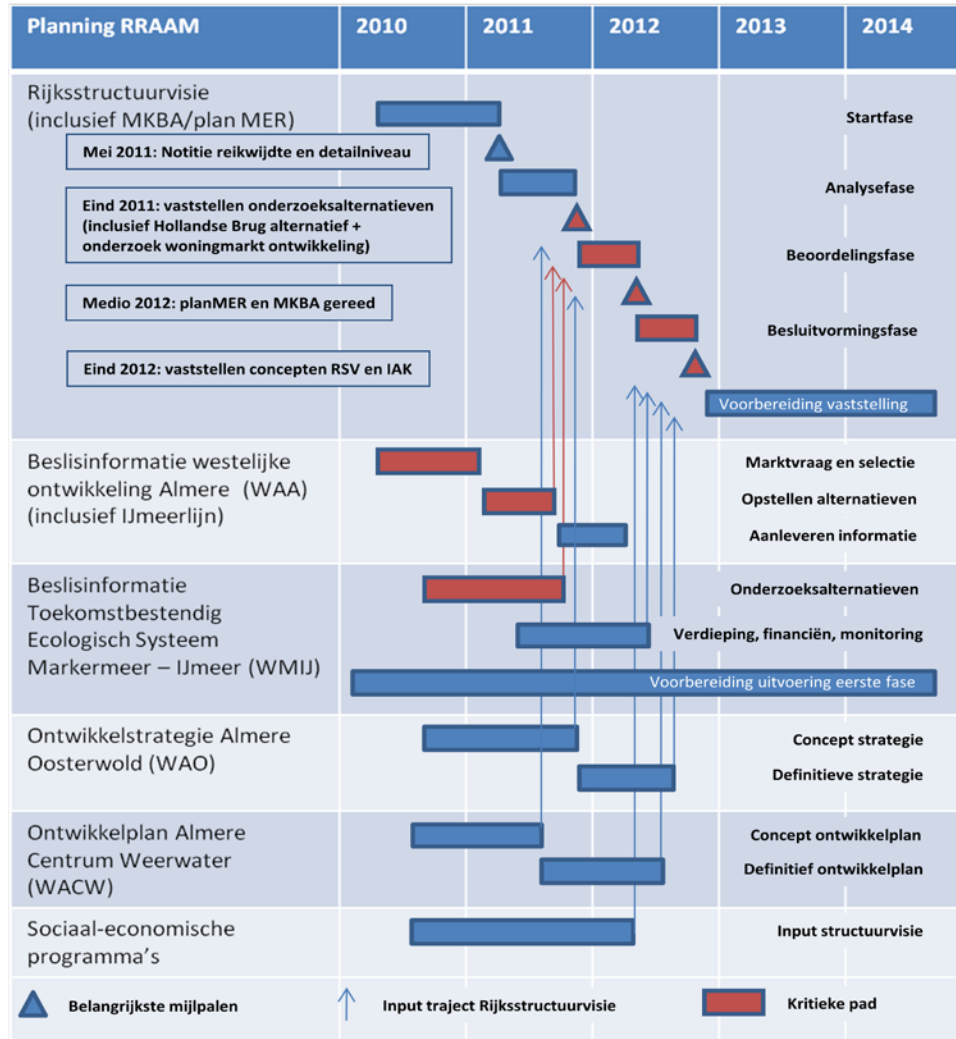 Planning RRAAM 2010 2011 2012 2013 2014
Rijksstructuurvisie
(inclusief MKBA/plan MER)
Startfase
Mei 2011: Notitie reikwijdte en detailniveau
Analysefase
Eind 2011: vaststellen onderzoeksalternatieven
(inclusief Hollandse Brug alternatief +
onderzoek woningmarkt ontwikkeling)
Beoordelingsfase
Medio 2012: planMER en MKBA gereed
Besluitvormingsfase
Eind 2012: vaststellen concepten RSV en IAK
Voorbereiding vaststelling
Beslisinformatie westelijke
ontwikkeling Almere (WAA)
(inclusief IJmeerlijn)
Marktvraag en selectie
Opstellen alternatieven
Aanleveren informatie
Beslisinformatie
Toekomstbestendig
Ecologisch Systeem
Markermeer – IJmeer (WMIJ)
Onderzoeksalternatieven
Verdieping, financiën, monitoring
Voorbereiding uitvoering eerste fase
Ontwikkelstrategie Almere
Oosterwold (WAO)
Concept strategie
Definitieve strategie
Ontwikkelplan Almere
Centrum Weerwater
(WACW)
Concept ontwikkelplan
Definitief ontwikkelplan
Sociaal-economische
programma's
Input structuurvisie
Belangrijkste mijlpalen
Input traject Rijksstructuurvisie
Kritieke pad